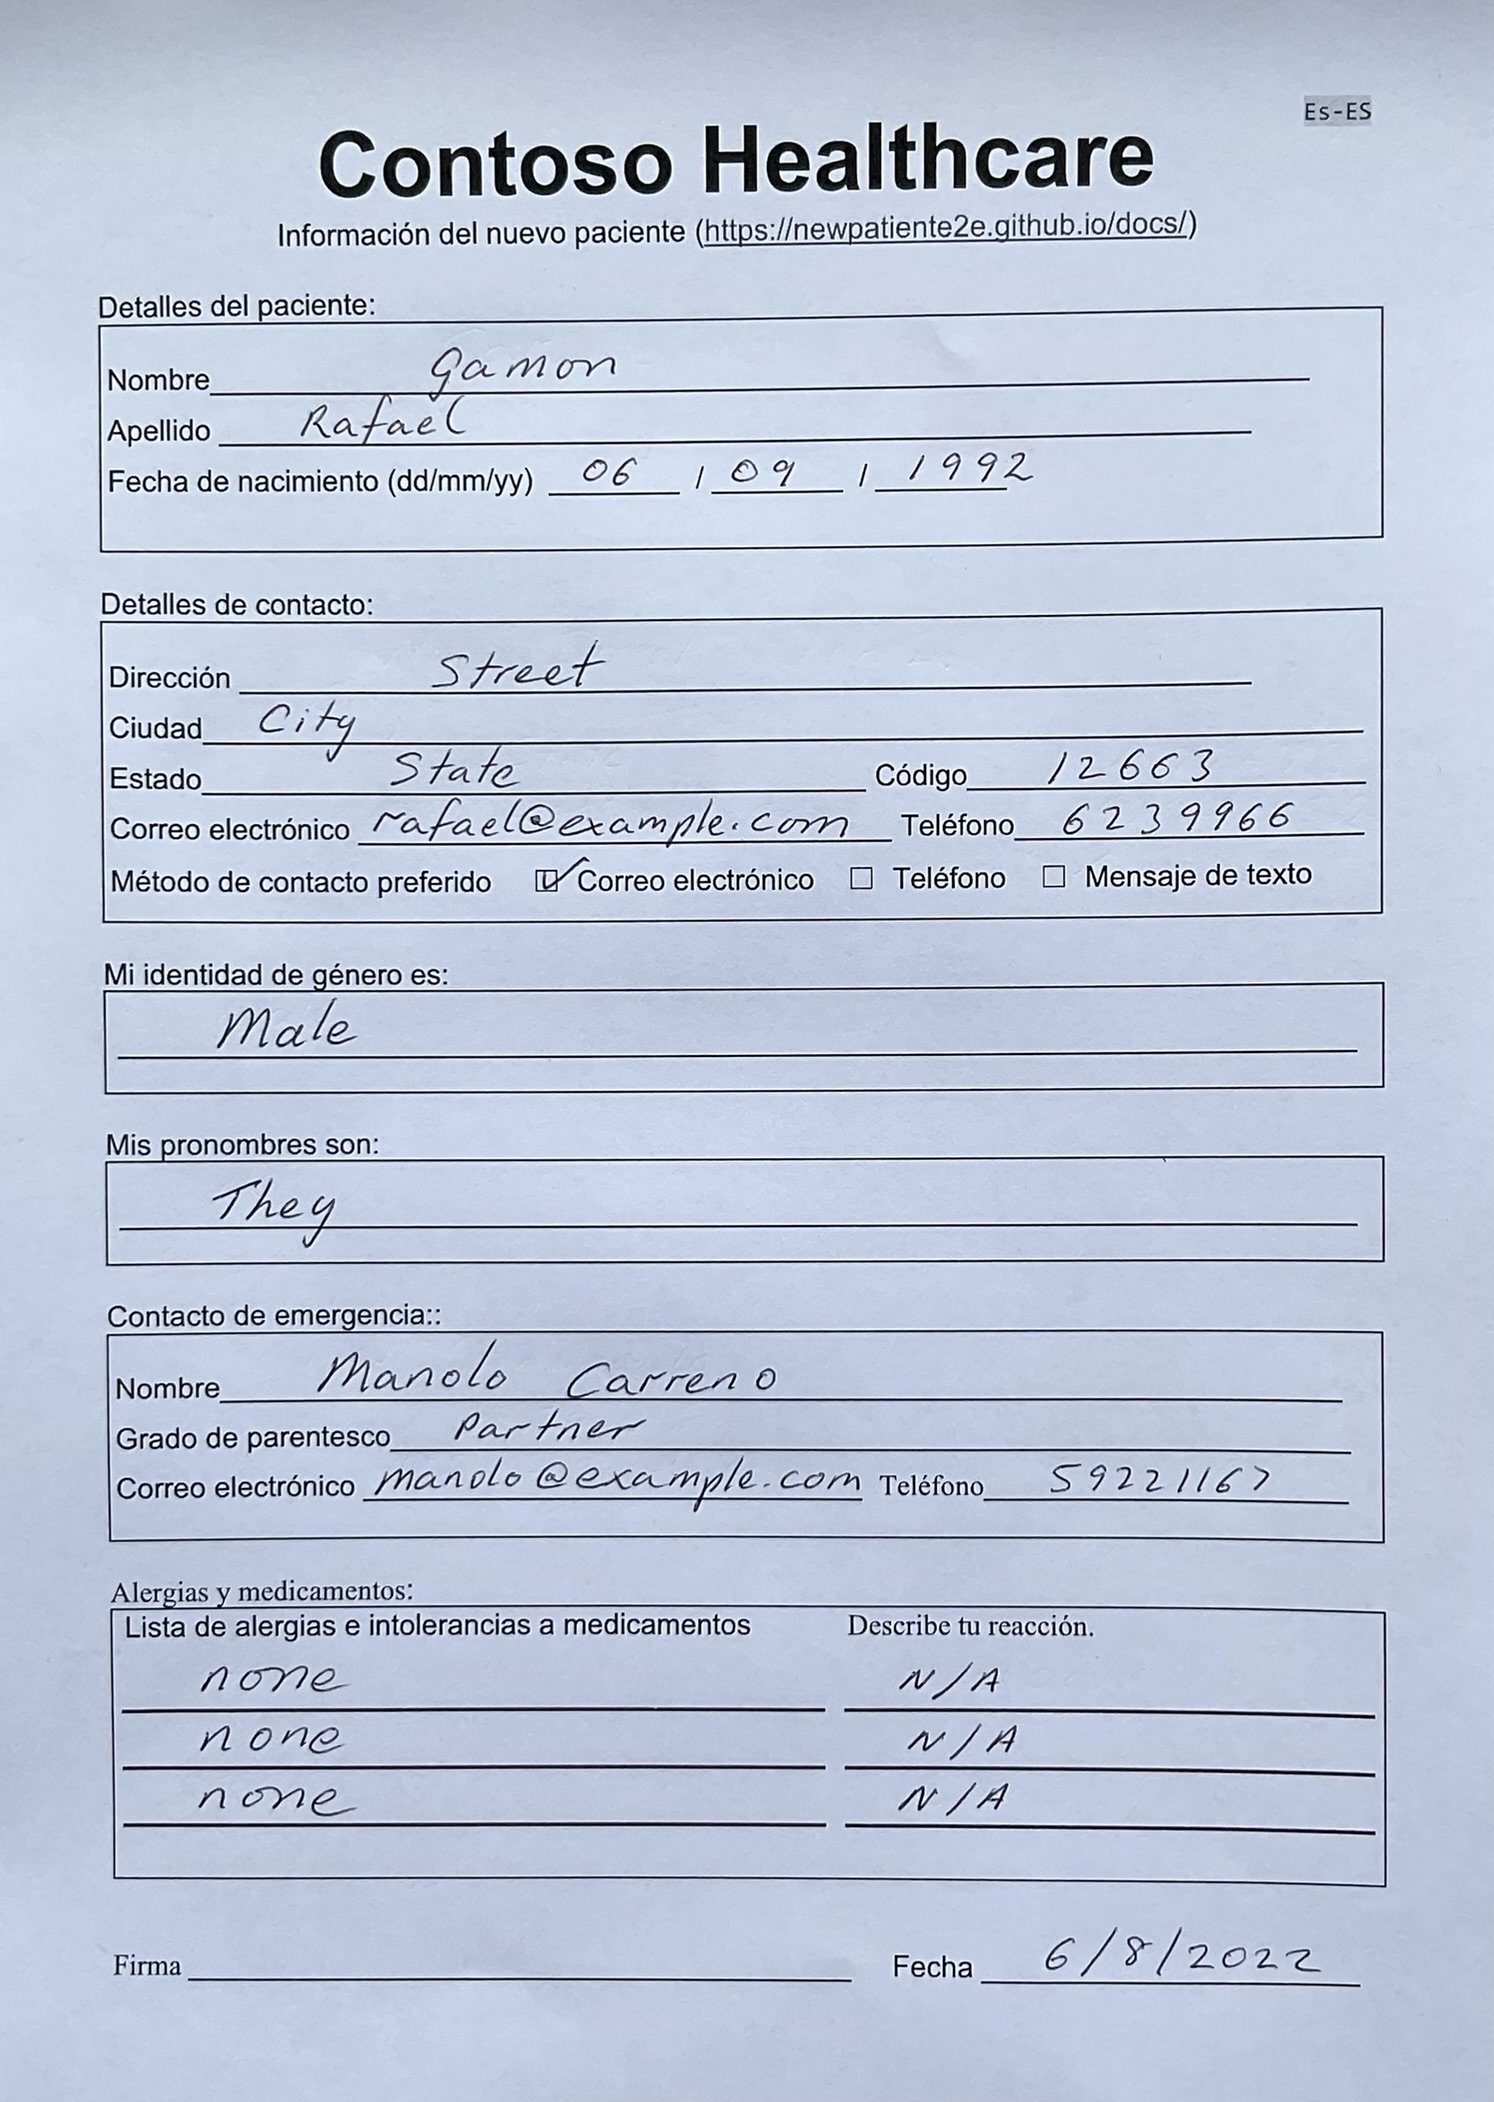 Es-ES
Contoso Healthcare
Información del nuevo paciente (https://newpatiente2e.github.io/docs/)
Detalles del paciente:
Nombre Gamon
Apellido Rafael
Fecha de nacimiento (dd/mm/yy) 06 / 09 / 1992
Detalles de contacto:
Dirección Street
Ciudad City
Estado State Código 12663
Correo electrónico rafael@example.com Teléfono 6239966
Método de contacto preferido ☑ Correo electrónico ☐ Teléfono ☐ Mensaje de texto
Mi identidad de género es:
Male
Mis pronombres son:
They
Contacto de emergencia::
Nombre Manolo Carreno
Grado de parentesco Partner
Correo electrónico manolo@example.com Teléfono 59221167
Alergias y medicamentos:
Lista de alergias e intolerancias a medicamentos Describe tu reacción.
none N/A
none N/A
none N/A
Firma Fecha 6/8/2022